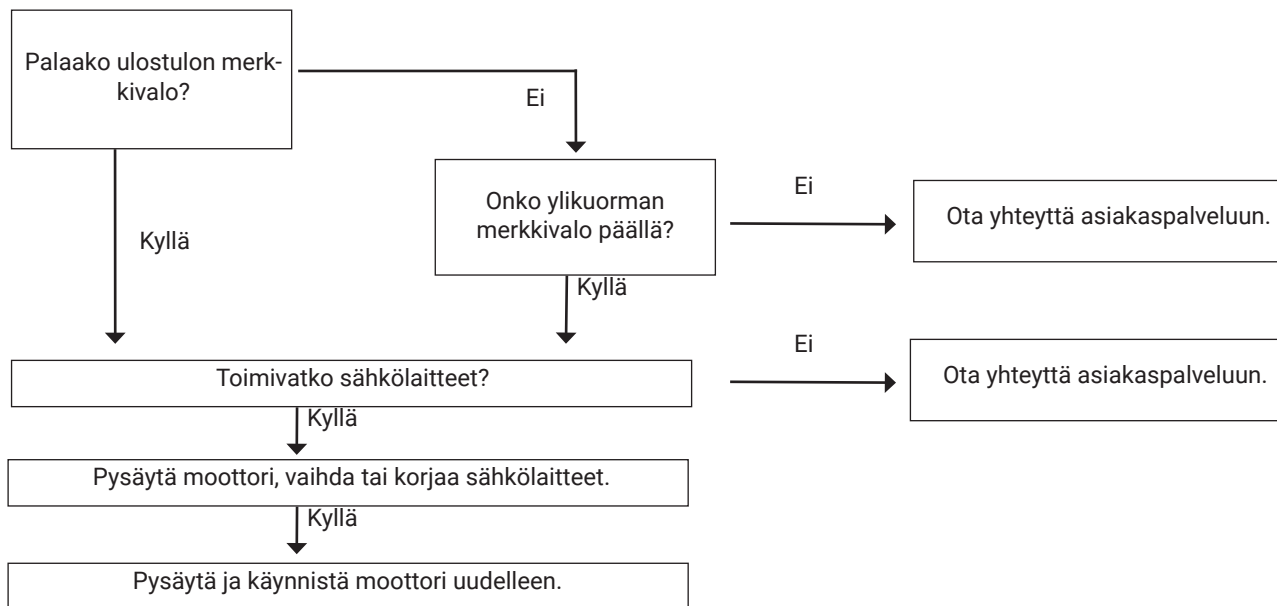 Palaako ulostulon merk-
kivalo?
Ei
Onko ylikuorman
merkkivalo päällä?
Ei
Ota yhteyttä asiakaspalveluun.
Kyllä
Kyllä
Toimivatko sähkölaitteet?
Ei
Ota yhteyttä asiakaspalveluun.
Kyllä
Pysäytä moottori, vaihda tai korjaa sähkölaitteet.
Kyllä
Pysäytä ja käynnistä moottori uudelleen.